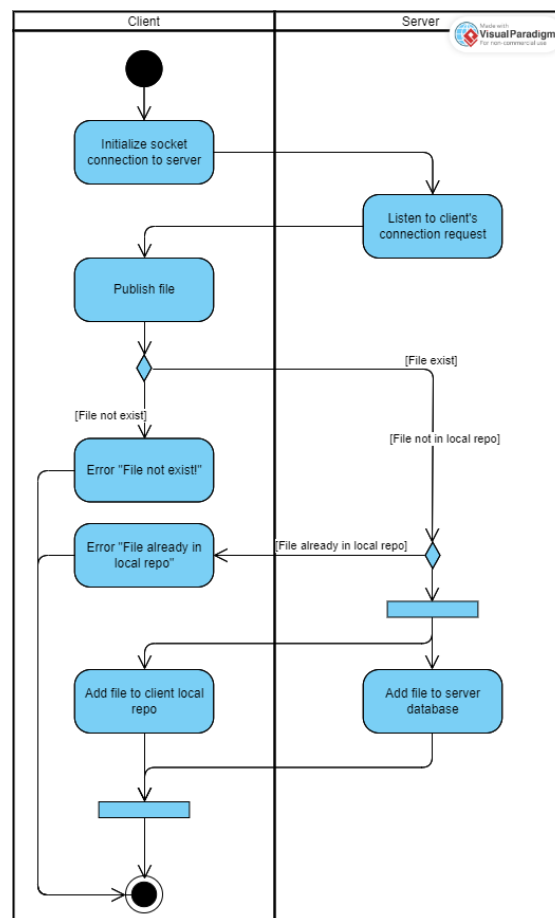 Client
Server
Made with
Visual Paradigm
For non-commercial use
Initialize socket
connection to server
Listen to client's
connection request
Publish file
[File exist]
[File not exist]
[File not in local repo]
Error "File not exist!"
Error "File already in
local repo"
[File already in local repo]
Add file to client local
repo
Add file to server
database